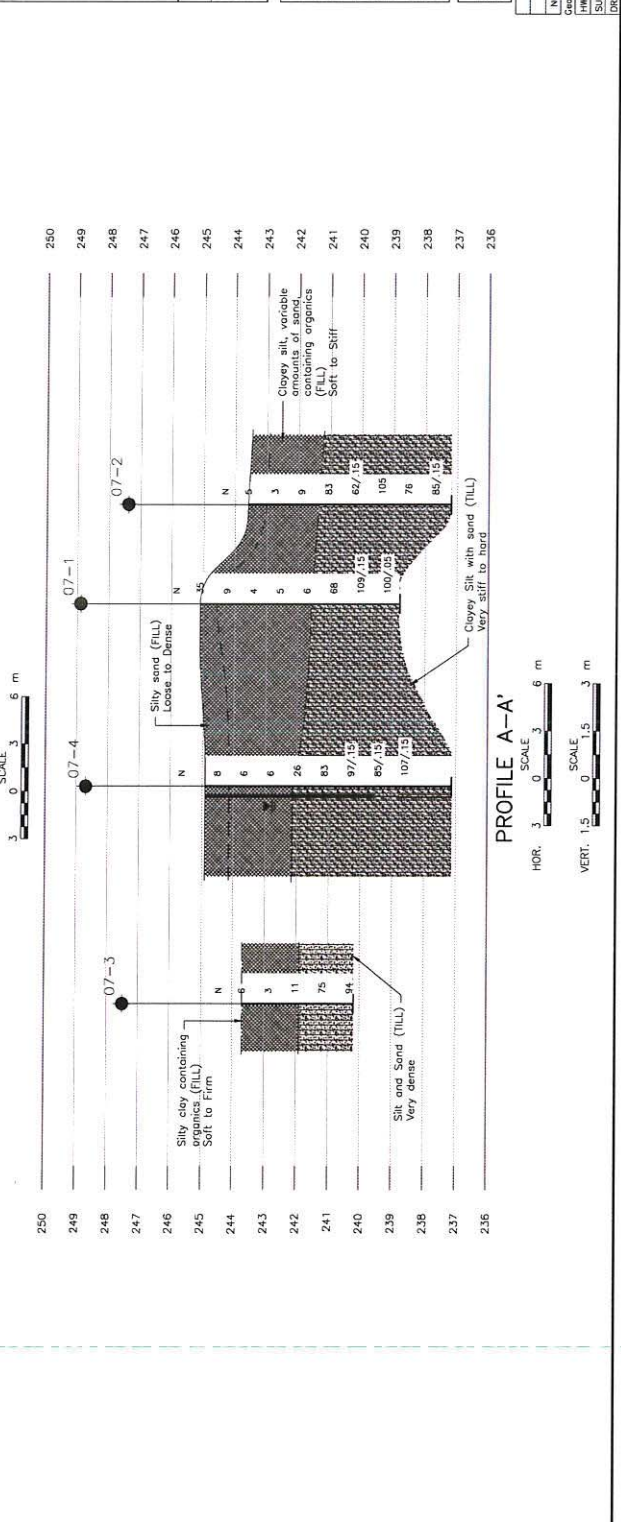 SCALE
3 0 3 6 m
250
249
248
247
246
245
244
243
242
241
240
239
238
237
236
07-3
N
6
3
11
75
94
Silty clay containing
organics (FILL)
Soft to Firm
Silt and Sand (TILL)
Very dense
07-4
N
8
6
6
26
83
97/.15
85/.15
107/.15
Silty sand (FILL)
Loose to Dense
07-1
N
35
9
4
5
6
68
109/.15
100/.05
07-2
N
5
3
9
83
62/.15
105
76
85/.15
Clayey silt, variable
amounts of sand,
containing organics
(FILL)
Soft to Stiff
Clayey Silt with sand (TILL)
Very stiff to hard
250
249
248
247
246
245
244
243
242
241
240
239
238
237
236
PROFILE A-A'
SCALE
HOR. 3 0 3 6 m
SCALE
VERT. 1.5 0 1.5 3 m